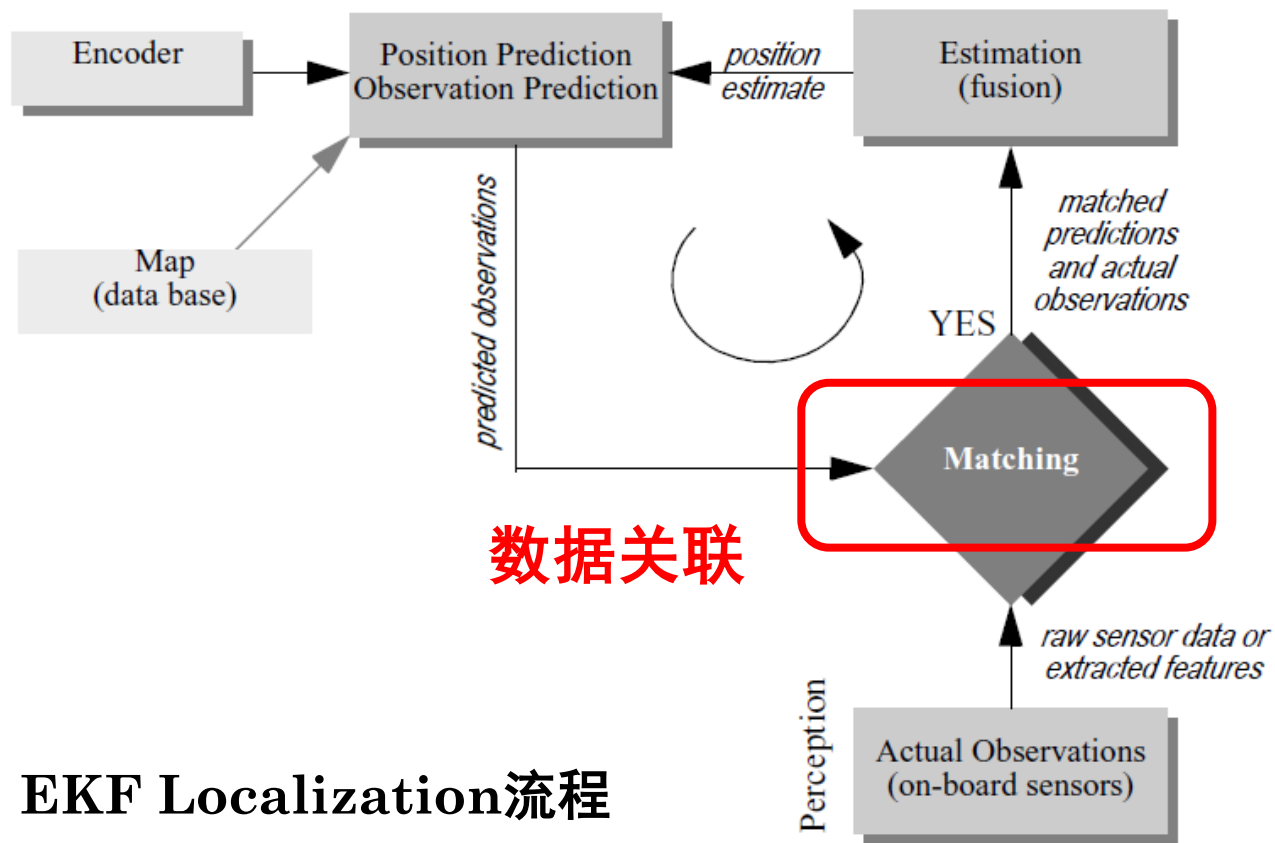 Encoder
Position Prediction
Observation Prediction
position
estimate
Estimation
(fusion)
Map
(data base)
predicted observations
matched
predictions
and actual
observations
YES
Matching
数据关联
raw sensor data or
extracted features
Perception
Actual Observations
(on-board sensors)
EKF Localization流程